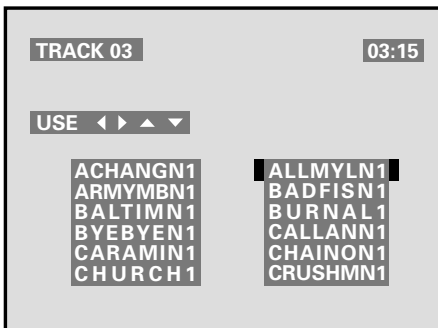 TRACK 03 03:15
USE ◀ ▶ ▲ ▼
ACHANGN1 ALLMYLN1
ARMYMBN1 BADFISN1
BALTIMN1 BURNAL1
BYEBYEN1 CALLANN1
CARAMIN1 CHAINON1
CHURCH1 CRUSHMN1